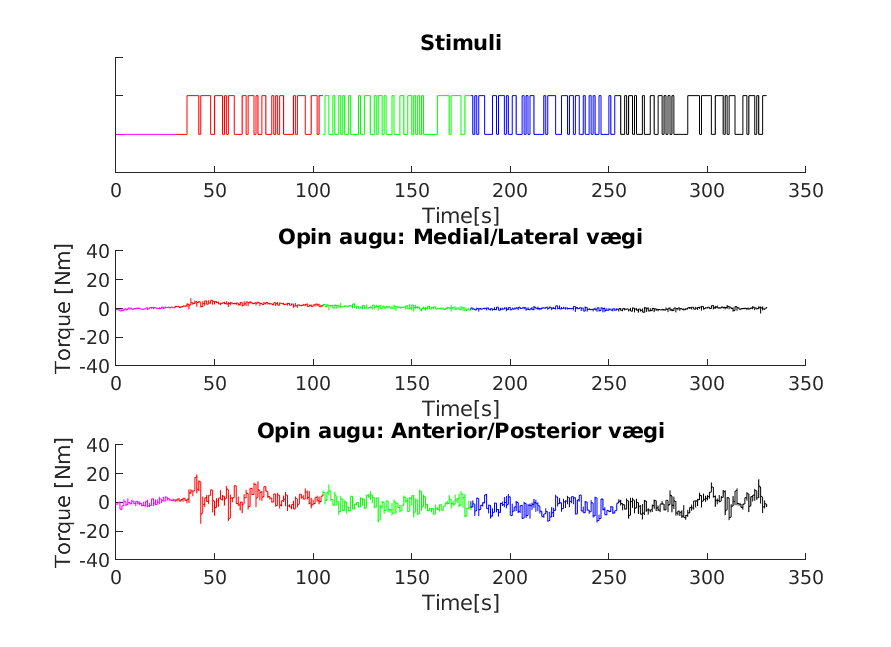 Stimuli
0 50 100 150 200 250 300 350
Time[s]
Opin augu: Medial/Lateral vægi
Torque [Nm]
40
20
0
-20
-40
0 50 100 150 200 250 300 350
Time[s]
Opin augu: Anterior/Posterior vægi
Torque [Nm]
40
20
0
-20
-40
0 50 100 150 200 250 300 350
Time[s]